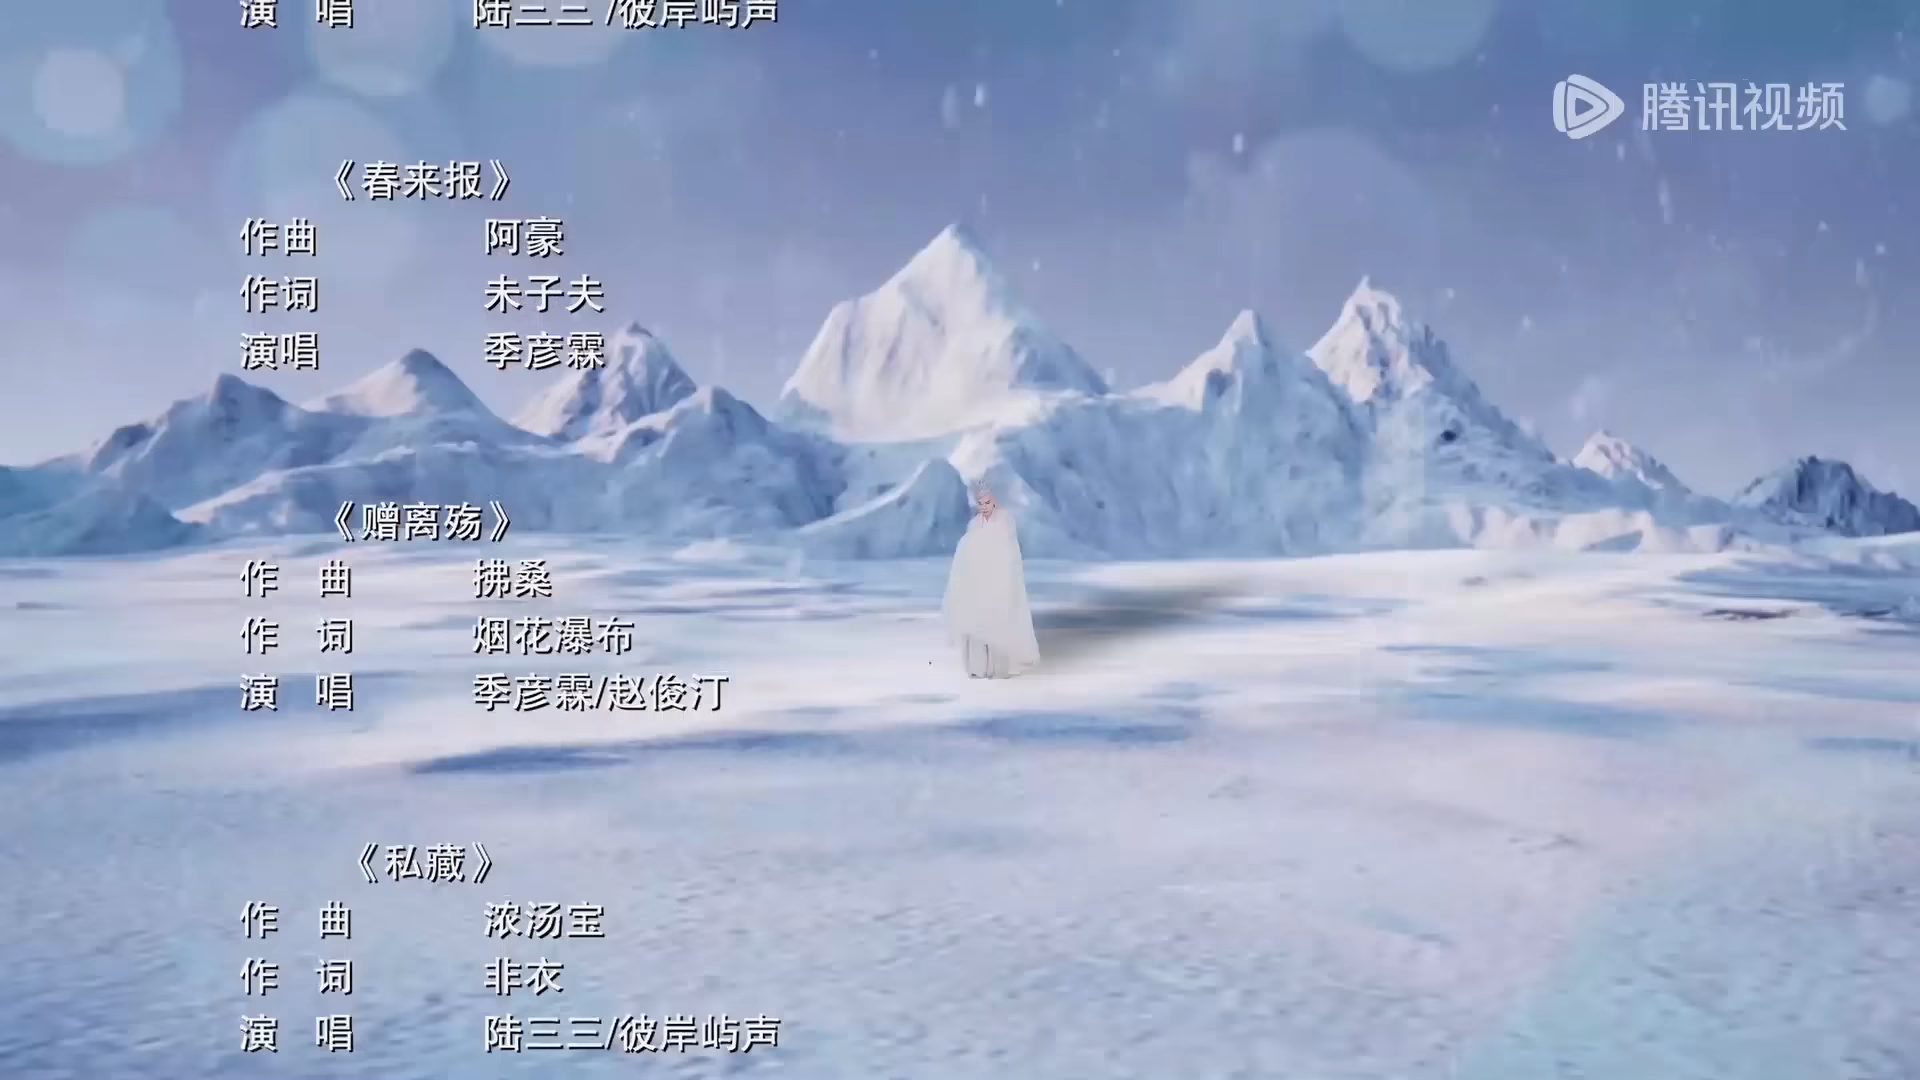 演 唱 陆三三/彼岸屿声
腾讯视频
《春来报》
作曲 阿豪
作词 未子夫
演唱 季彦霖
《赠离殇》
作 曲 拂桑
作 词 烟花瀑布
演 唱 季彦霖/赵俊汀
《私藏》
作 曲 浓汤宝
作 词 非衣
演 唱 陆三三/彼岸屿声